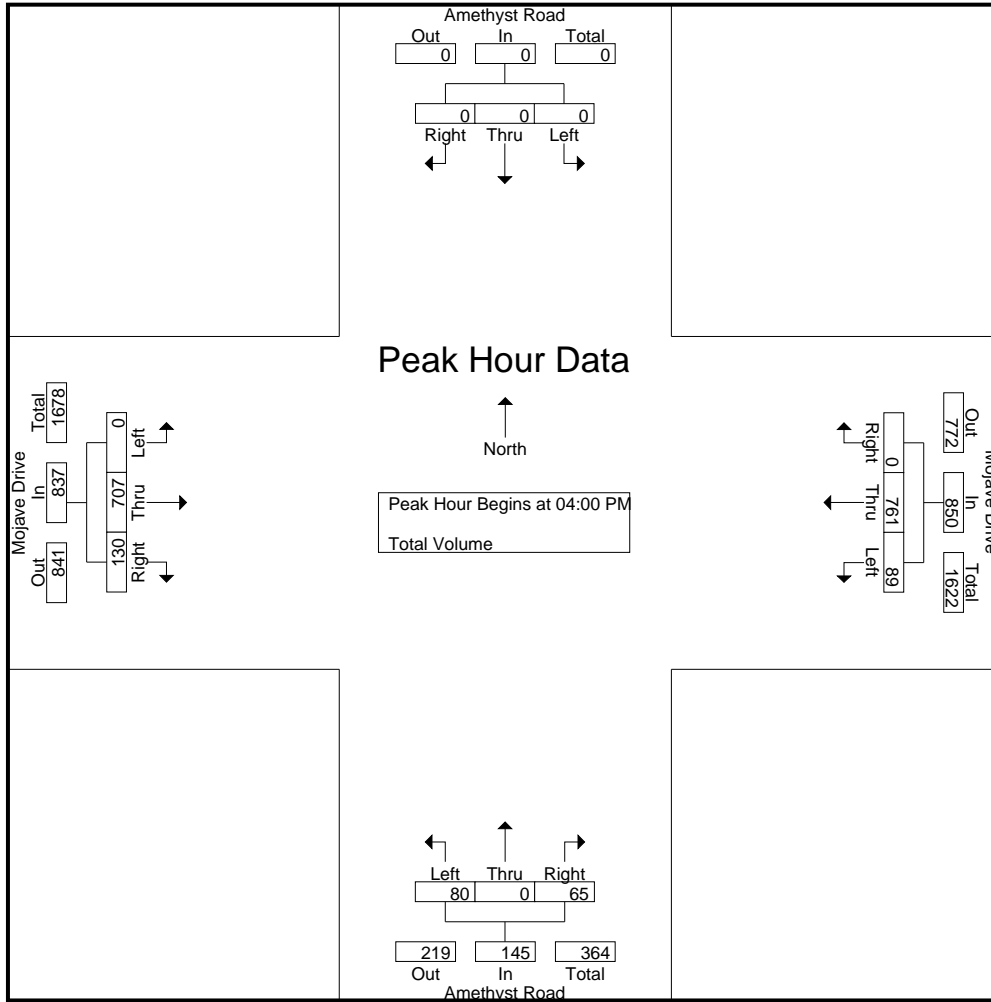 Amethyst Road
Out In Total
0 0 0
0 0 0
Right Thru Left
Peak Hour Data
North
Peak Hour Begins at 04:00 PM
Total Volume
Mojave Drive
Out In Total
841 837 1678
130 707 0
Right Thru Left
Mojave Drive
Out In Total
772 850 1622
0 761 89
Right Thru Left
Left Thru Right
80 0 65
219 145 364
Out In Total
Amethyst Road